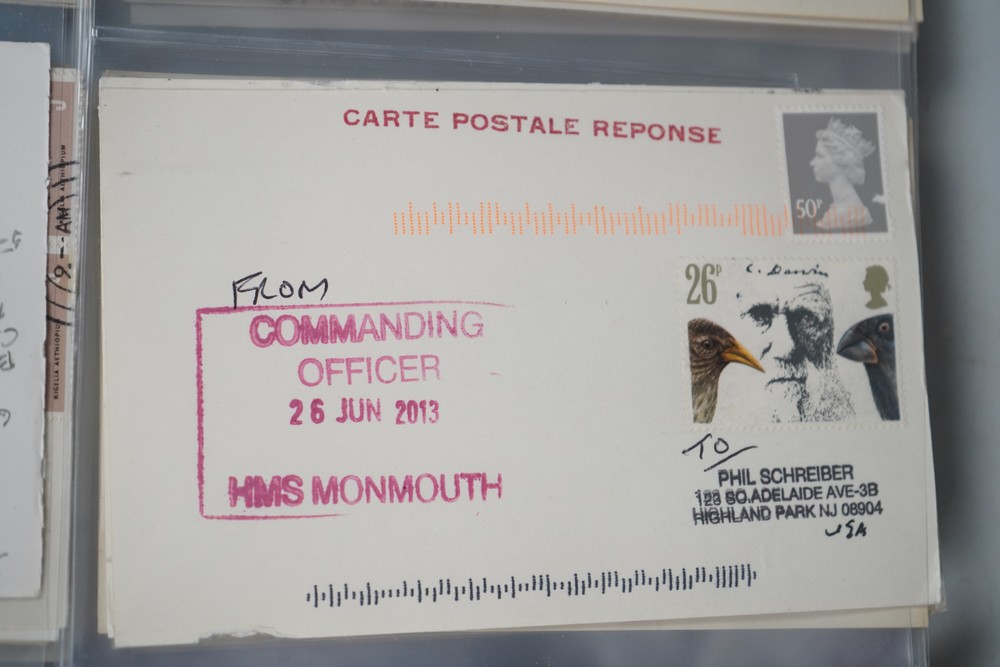 CARTE POSTALE REPONSE
50P
26P
C. Darwin
FROM
COMMANDING
OFFICER
26 JUN 2013
HMS MONMOUTH
TO
PHIL SCHREIBER
123 SO.ADELAIDE AVE-3B
HIGHLAND PARK NJ 08904
USA